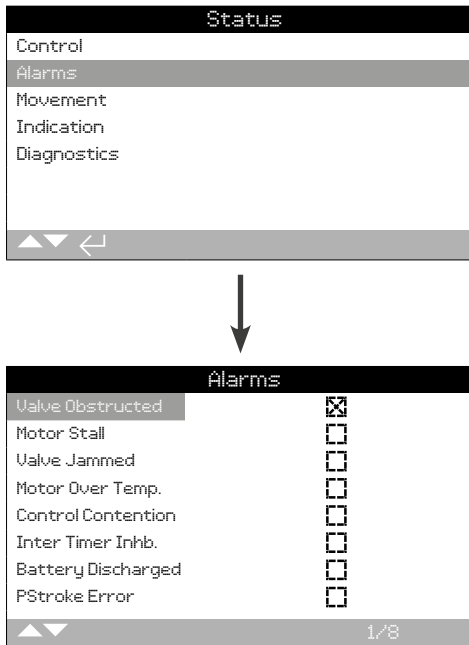 Status
Control
Alarms
Movement
Indication
Diagnostics
Alarms
Valve Obstructed
Motor Stall
Valve Jammed
Motor Over Temp.
Control Contention
Inter Timer Inhb.
Battery Discharged
PStroke Error
1/8